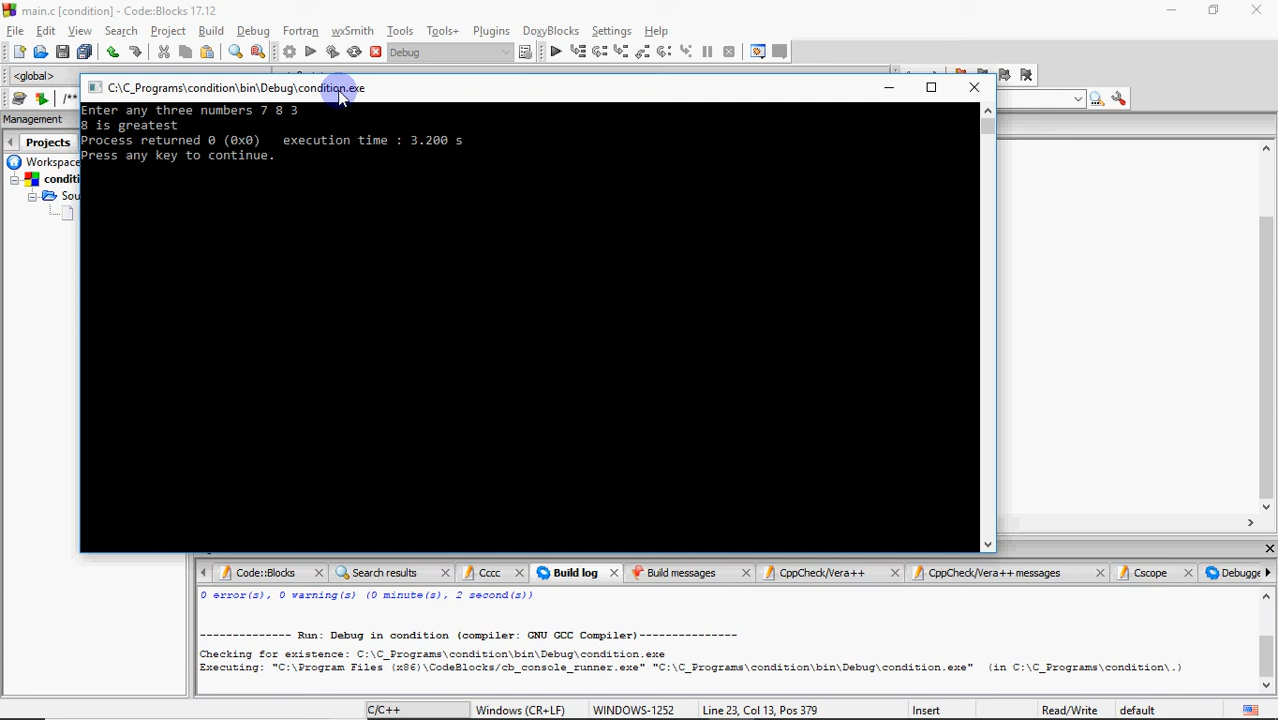 main.c [condition] - Code::Blocks 17.12
File Edit View Search Project Build Debug Fortran wxSmith Tools Tools+ Plugins DoxyBlocks Settings Help
Debug
<global>
C:\C_Programs\condition\bin\Debug\condition.exe
/**
Enter any three numbers 7 8 3
8 is greatest
Process returned 0 (0x0)   execution time : 3.200 s
Press any key to continue.
Management
Projects
Workspace
conditi
Sou
Code::Blocks Search results Cccc Build log Build messages CppCheck/Vera++ CppCheck/Vera++ messages Cscope Debugge
0 error(s), 0 warning(s) (0 minute(s), 2 second(s))
-------------- Run: Debug in condition (compiler: GNU GCC Compiler)---------------
Checking for existence: C:\C_Programs\condition\bin\Debug\condition.exe
Executing: "C:\Program Files (x86)\CodeBlocks/cb_console_runner.exe" "C:\C_Programs\condition\bin\Debug\condition.exe"  (in C:\C_Programs\condition\.)
C/C++ Windows (CR+LF) WINDOWS-1252 Line 23, Col 13, Pos 379 Insert Read/Write default